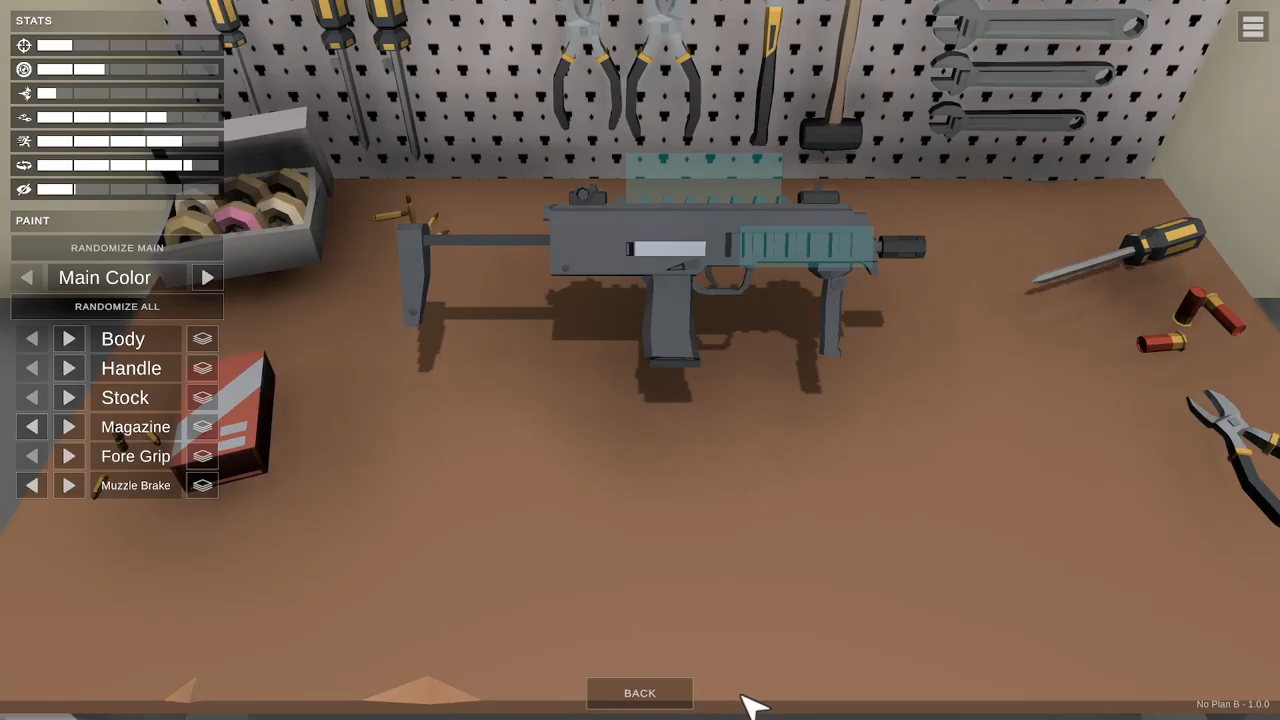 STATS
PAINT
RANDOMIZE MAIN
Main Color
RANDOMIZE ALL
Body
Handle
Stock
Magazine
Fore Grip
Muzzle Brake
BACK
No Plan B - 1.0.0